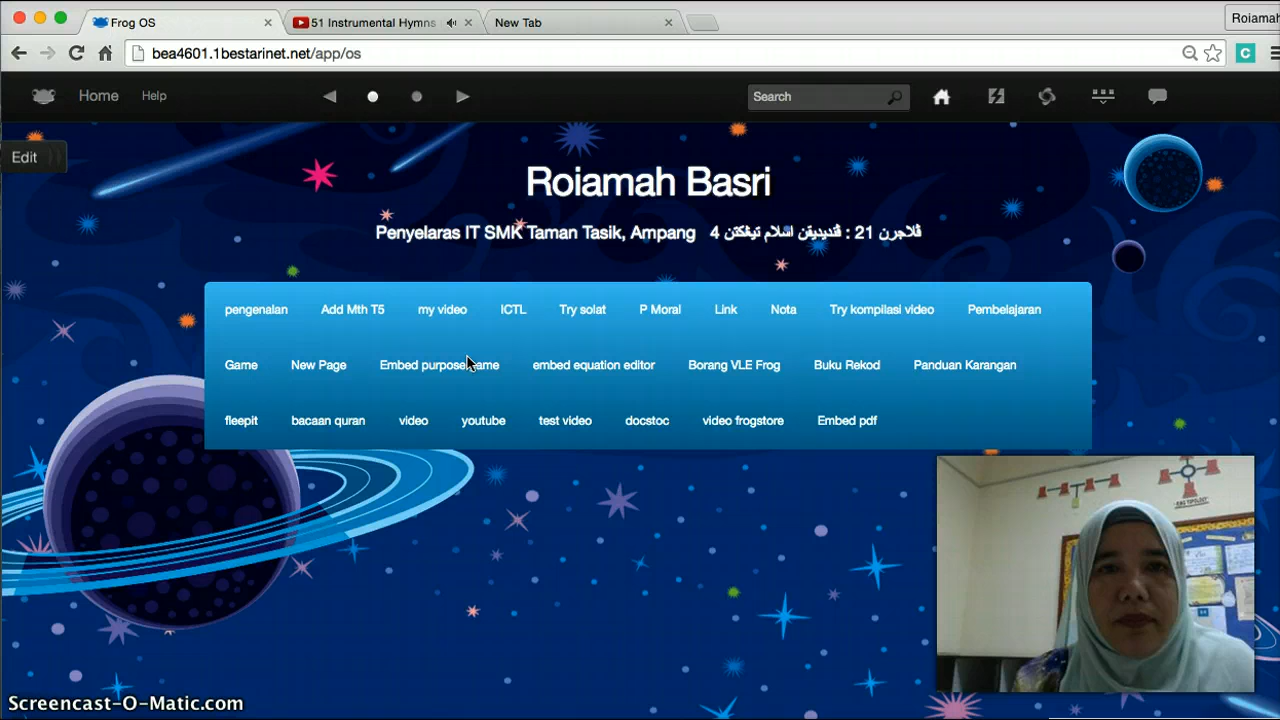 Frog OS
51 Instrumental Hymns
New Tab
Roiamah
bea4601.1bestarinet.net/app/os
Home
Help
Search
Edit
Roiamah Basri
Penyelaras IT SMK Taman Tasik, Ampang ڤلاجرن 21 : ڤنديديقن اسلام تيڠكتن 4
pengenalan Add Mth T5 my video ICTL Try solat P Moral Link Nota Try kompilasi video Pembelajaran
Game New Page Embed purposegame embed equation editor Borang VLE Frog Buku Rekod Panduan Karangan
fleepit bacaan quran video youtube test video docstoc video frogstore Embed pdf
Screencast-O-Matic.com